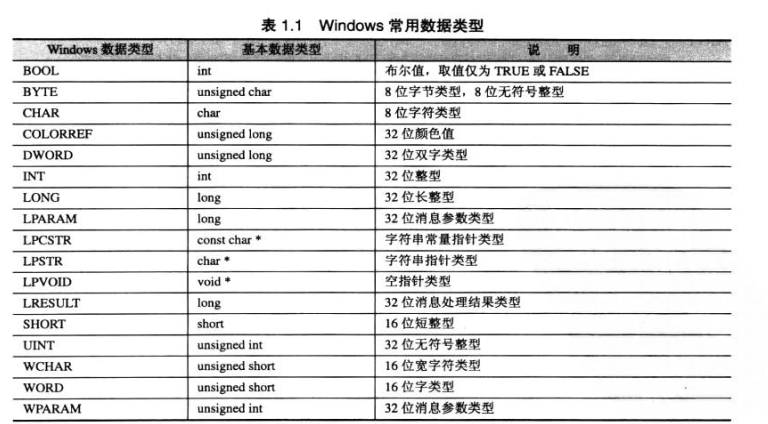 表 1.1 Windows 常用数据类型
Windows 数据类型 基本数据类型 说 明
BOOL int 布尔值，取值仅为 TRUE 或 FALSE
BYTE unsigned char 8 位字节类型，8 位无符号整型
CHAR char 8 位字符类型
COLORREF unsigned long 32 位颜色值
DWORD unsigned long 32 位双字类型
INT int 32 位整型
LONG long 32 位长整型
LPARAM long 32 位消息参数类型
LPCSTR const char * 字符串常量指针类型
LPSTR char * 字符串指针类型
LPVOID void * 空指针类型
LRESULT long 32 位消息处理结果类型
SHORT short 16 位短整型
UINT unsigned int 32 位无符号整型
WCHAR unsigned short 16 位宽字符类型
WORD unsigned short 16 位字类型
WPARAM unsigned int 32 位消息参数类型